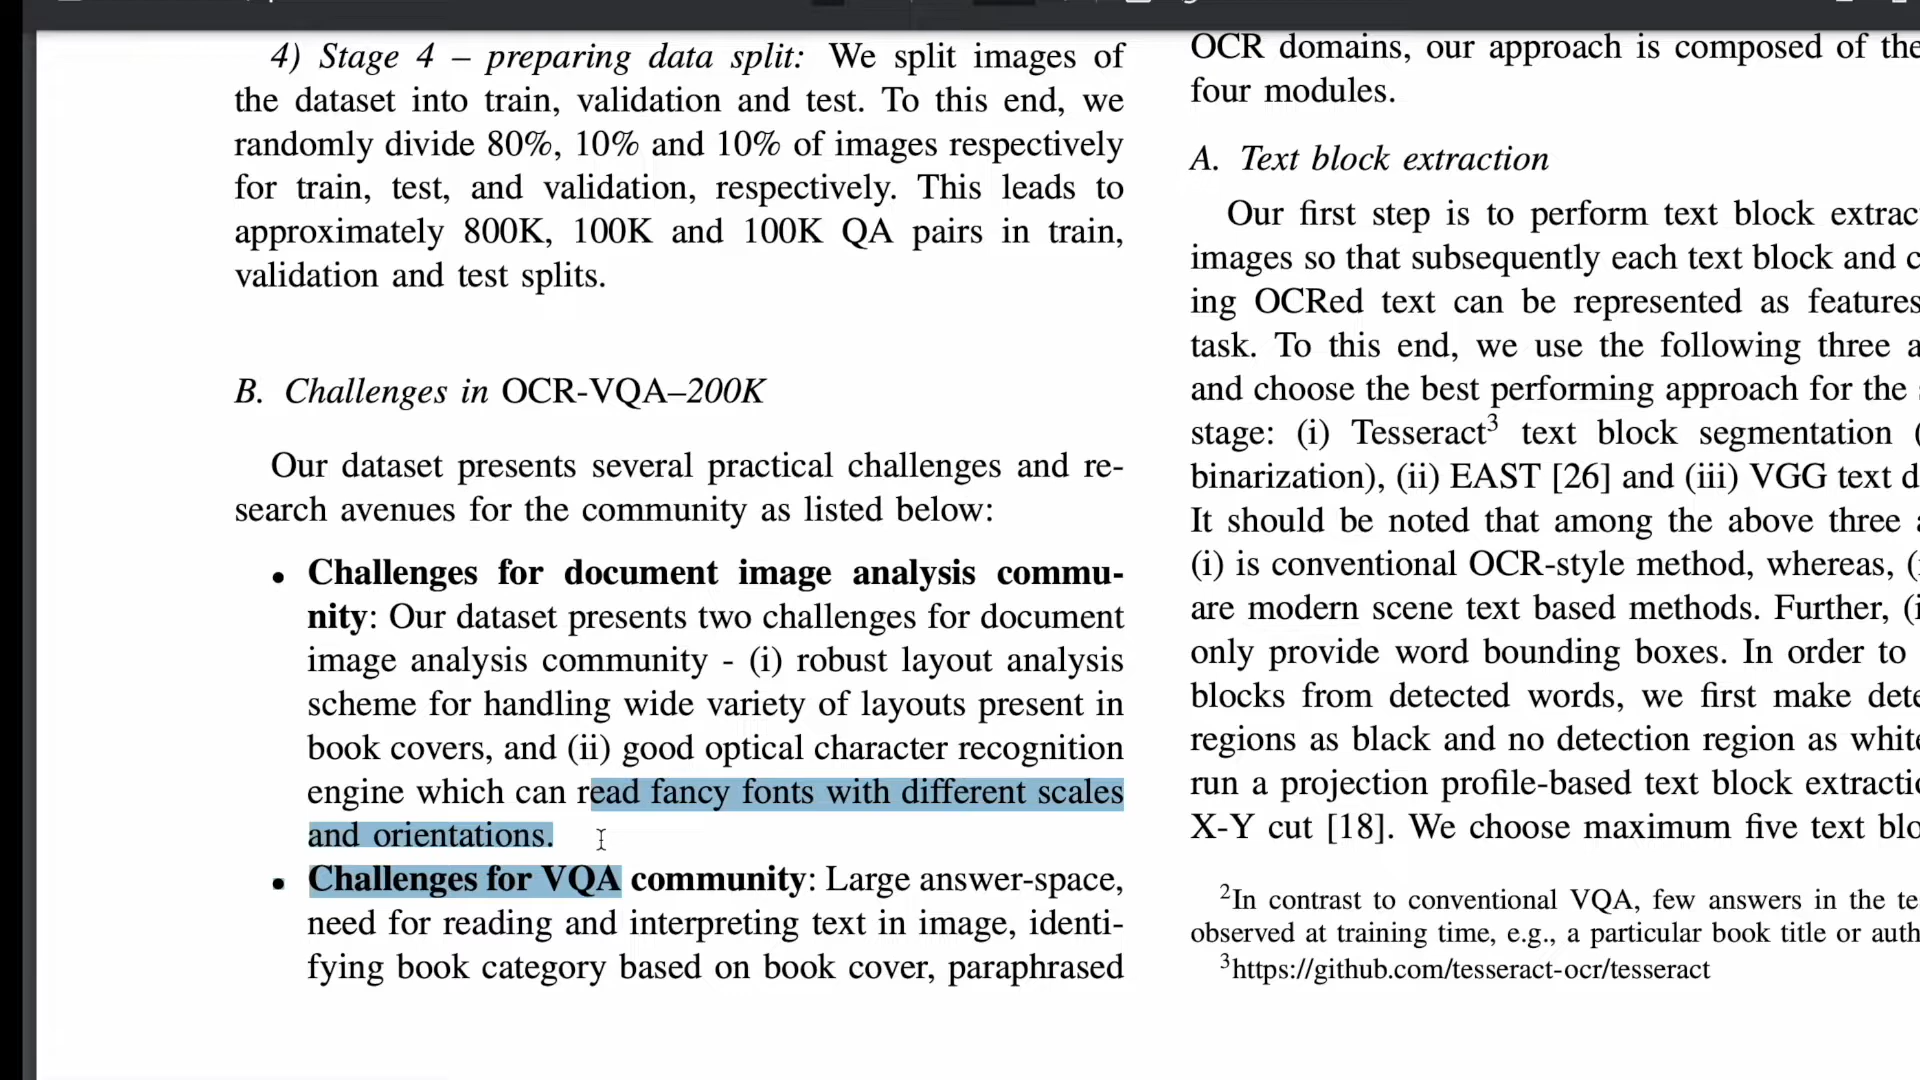 4) Stage 4 – preparing data split: We split images of
the dataset into train, validation and test. To this end, we
randomly divide 80%, 10% and 10% of images respectively
for train, test, and validation, respectively. This leads to
approximately 800K, 100K and 100K QA pairs in train,
validation and test splits.
B. Challenges in OCR-VQA–200K
Our dataset presents several practical challenges and re-
search avenues for the community as listed below:
• Challenges for document image analysis commu-
nity: Our dataset presents two challenges for document
image analysis community - (i) robust layout analysis
scheme for handling wide variety of layouts present in
book covers, and (ii) good optical character recognition
engine which can read fancy fonts with different scales
and orientations.
• Challenges for VQA community: Large answer-space,
need for reading and interpreting text in image, identi-
fying book category based on book cover, paraphrased
OCR domains, our approach is composed of the
four modules.
A. Text block extraction
Our first step is to perform text block extrac
images so that subsequently each text block and c
ing OCRed text can be represented as features
task. To this end, we use the following three a
and choose the best performing approach for the
stage: (i) Tesseract3 text block segmentation (
binarization), (ii) EAST [26] and (iii) VGG text d
It should be noted that among the above three
(i) is conventional OCR-style method, whereas, (
are modern scene text based methods. Further, (i
only provide word bounding boxes. In order to
blocks from detected words, we first make dete
regions as black and no detection region as white
run a projection profile-based text block extractio
X-Y cut [18]. We choose maximum five text blo
2In contrast to conventional VQA, few answers in the te
observed at training time, e.g., a particular book title or auth
3https://github.com/tesseract-ocr/tesseract